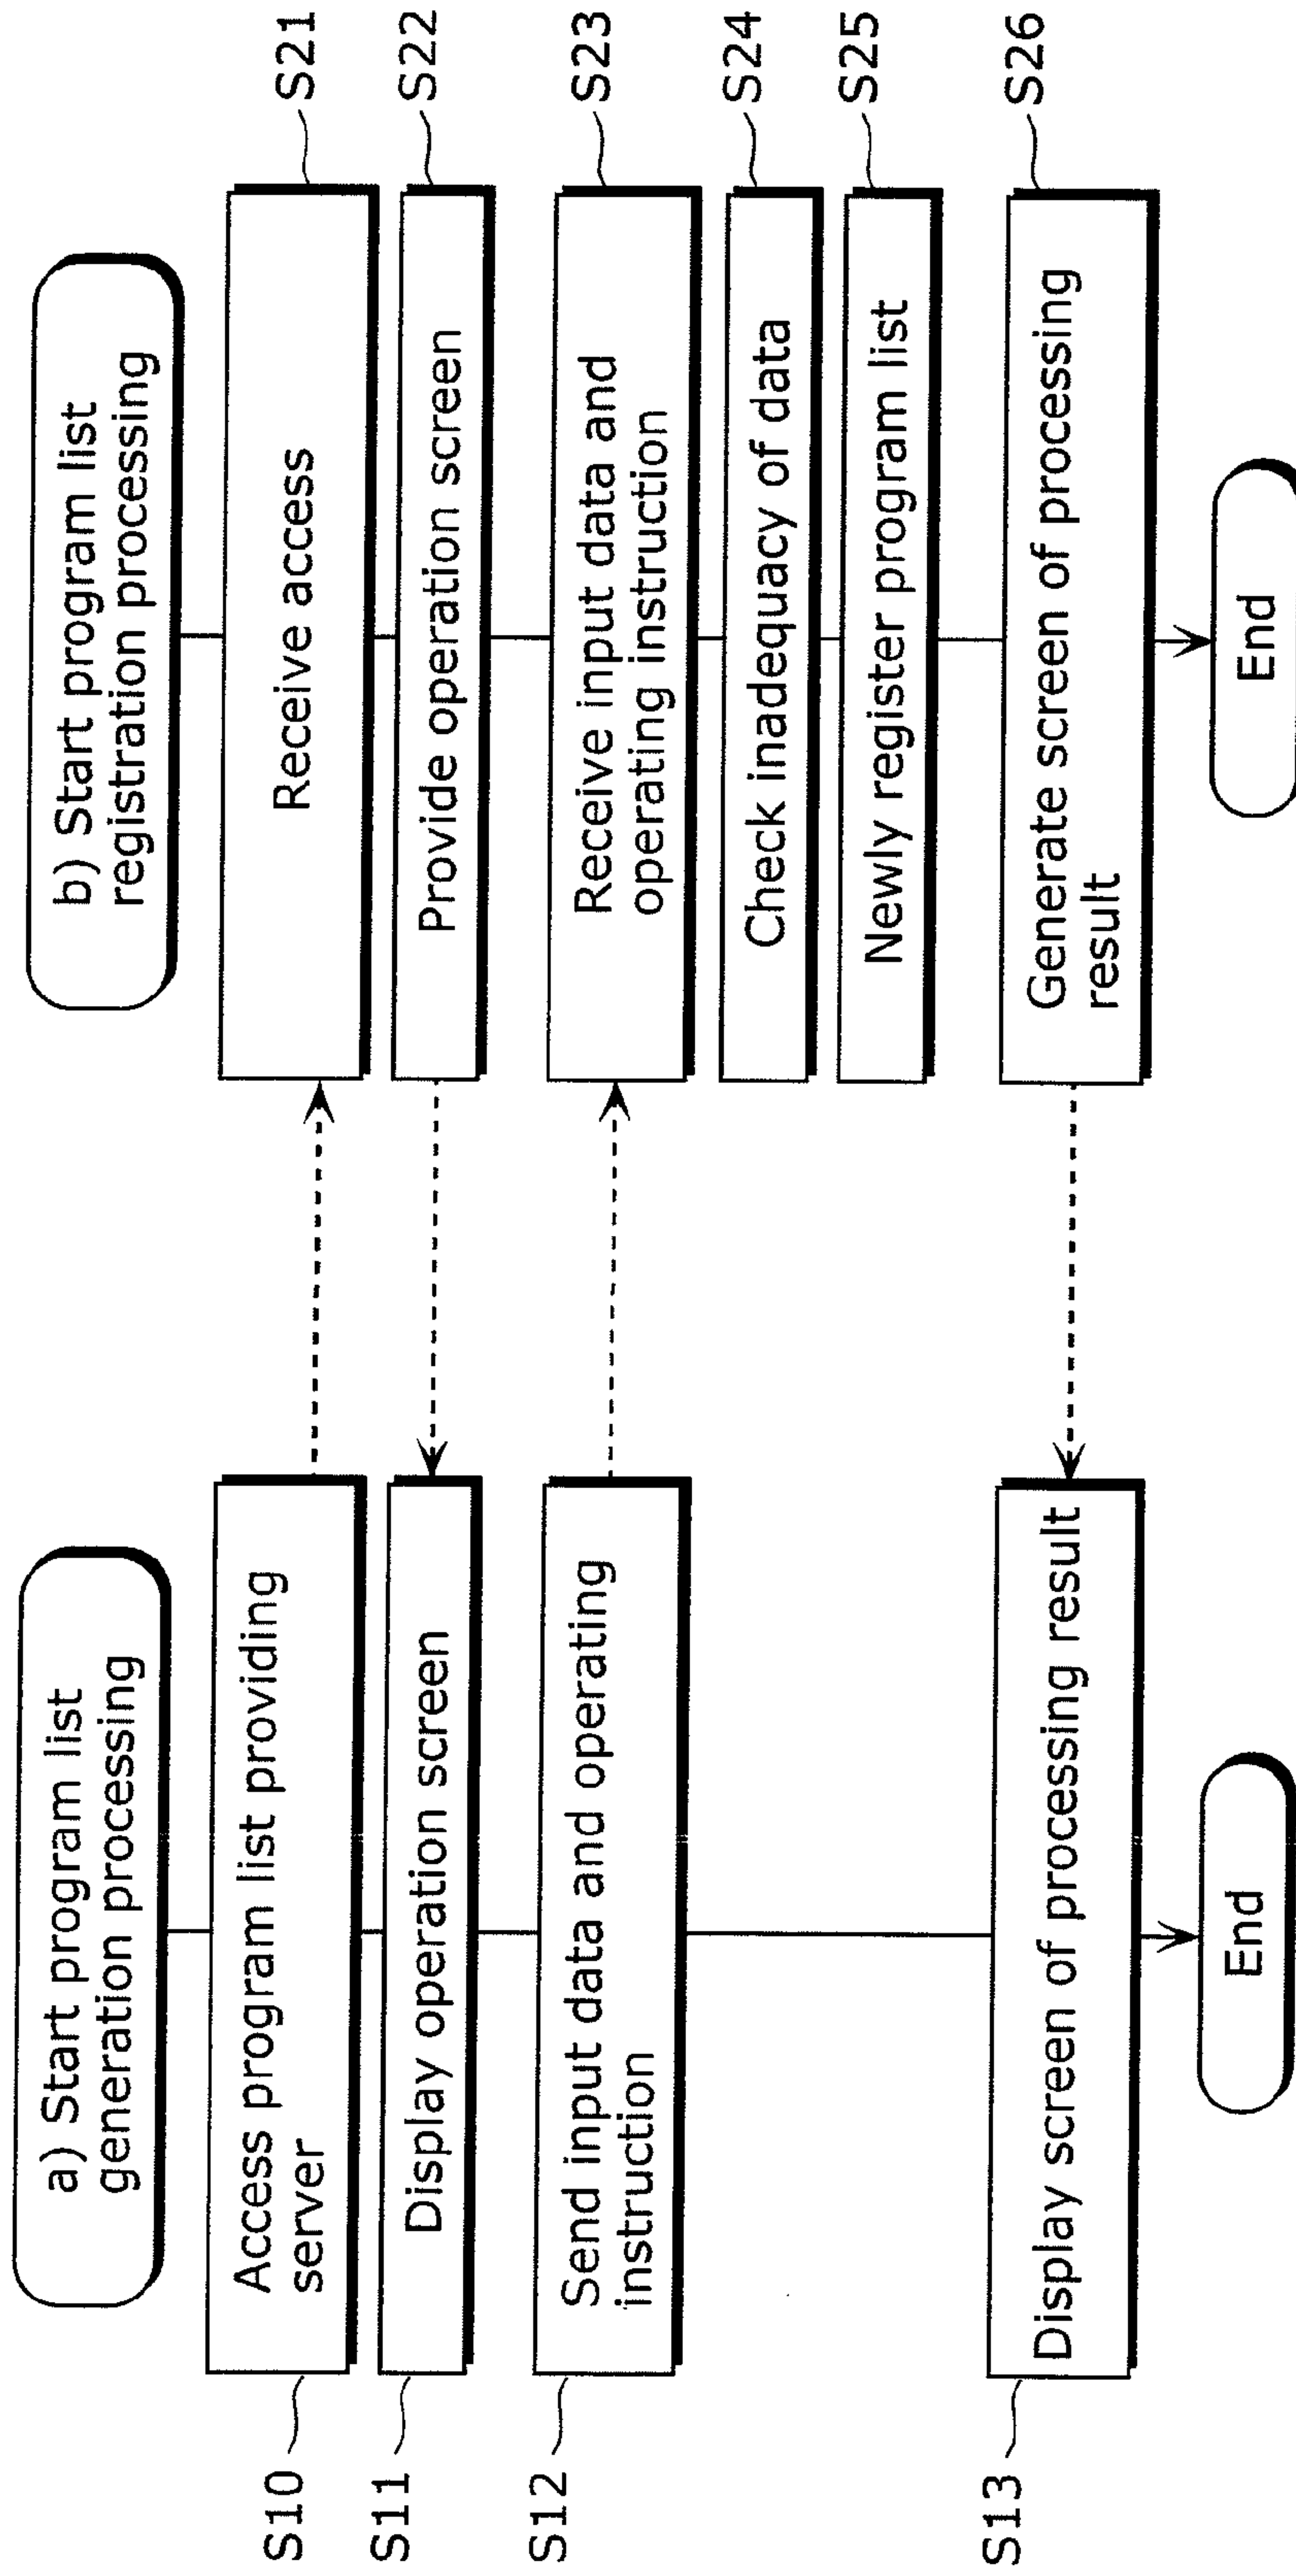 a) Start program list
generation processing
S10
Access program list providing
server
S11
Display operation screen
S12
Send input data and operating
instruction
S13
Display screen of processing result
End
b) Start program list
registration processing
Receive access
S21
Provide operation screen
S22
Receive input data and
operating instruction
S23
Check inadequacy of data
S24
Newly register program list
S25
Generate screen of processing
result
S26
End